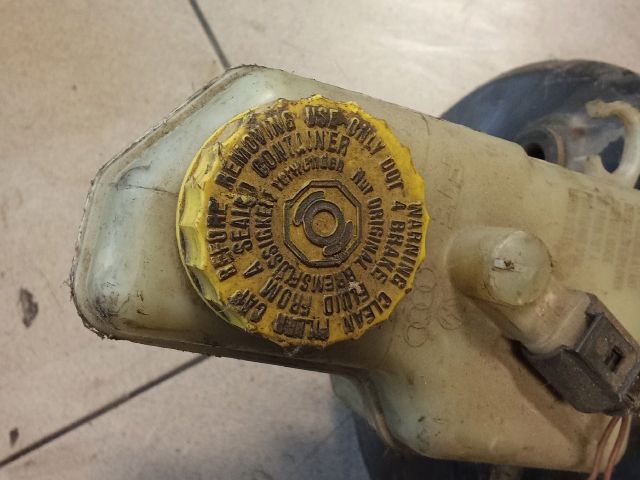 WARNING CLEAN FILLER CAP BEFORE REMOVING USE ONLY DOT 4 BRAKE FLUID FROM A SEALED CONTAINER
NUR ORIGINAL BREMSFLÜSSIGKEIT VERWENDEN